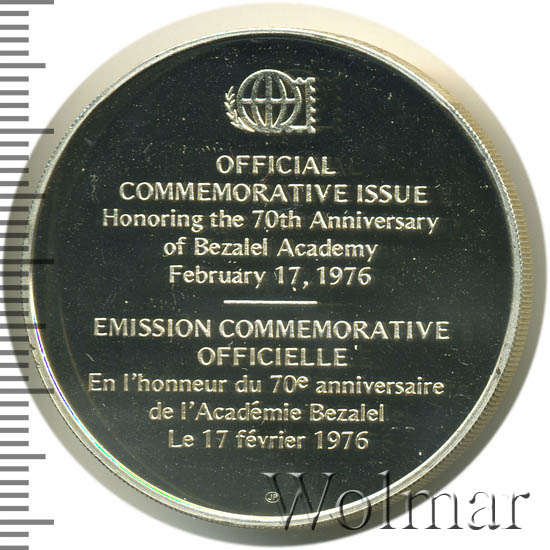 OFFICIAL
COMMEMORATIVE ISSUE
Honoring the 70th Anniversary
of Bezalel Academy
February 17, 1976
EMISSION COMMEMORATIVE
OFFICIELLE
En l'honneur du 70e anniversaire
de l'Académie Bezalel
Le 17 février 1976
JP
Wolmar